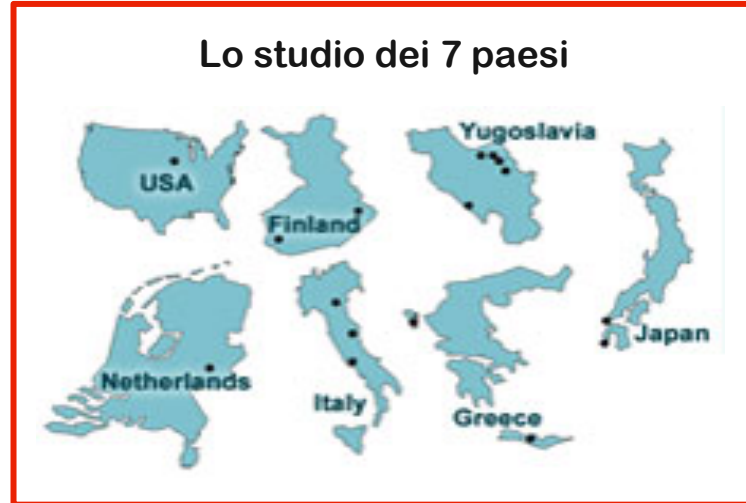 Lo studio dei 7 paesi
Yugoslavia
USA
Finland
Japan
Netherlands
Italy
Greece